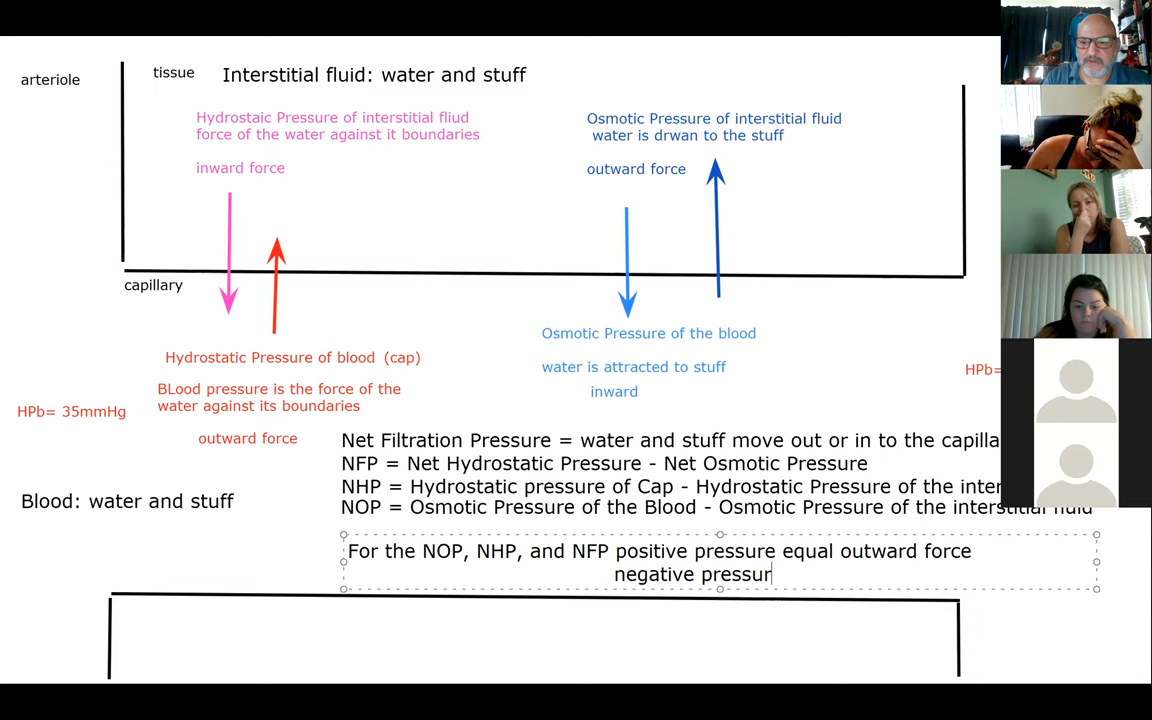 arteriole
tissue
Interstitial fluid: water and stuff
Hydrostaic Pressure of interstitial fliud
force of the water against it boundaries
inward force
Osmotic Pressure of interstitial fluid
water is drwan to the stuff
outward force
capillary
Hydrostatic Pressure of blood (cap)
BLood pressure is the force of the
water against its boundaries
outward force
HPb= 35mmHg
Osmotic Pressure of the blood
water is attracted to stuff
inward
HPb=
Blood: water and stuff
Net Filtration Pressure = water and stuff move out or in to the capilla
NFP = Net Hydrostatic Pressure - Net Osmotic Pressure
NHP = Hydrostatic pressure of Cap - Hydrostatic Pressure of the inter
NOP = Osmotic Pressure of the Blood - Osmotic Pressure of the interstitial fluid
For the NOP, NHP, and NFP positive pressure equal outward force
negative pressur